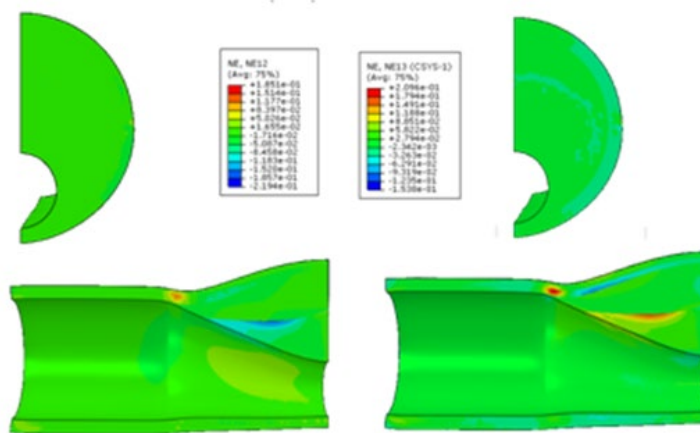 NE, NE12
(Avg: 75%)
+1.851e-01
+1.514e-01
+1.177e-01
+8.397e-02
+5.026e-02
+1.655e-02
-1.716e-02
-5.087e-02
-8.458e-02
-1.183e-01
-1.520e-01
-1.857e-01
-2.194e-01
NE, NE13 (CSYS-1)
(Avg: 75%)
+2.096e-01
+1.794e-01
+1.491e-01
+1.188e-01
+8.851e-02
+5.822e-02
+2.794e-02
-2.342e-03
-3.263e-02
-6.291e-02
-9.319e-02
-1.235e-01
-1.538e-01